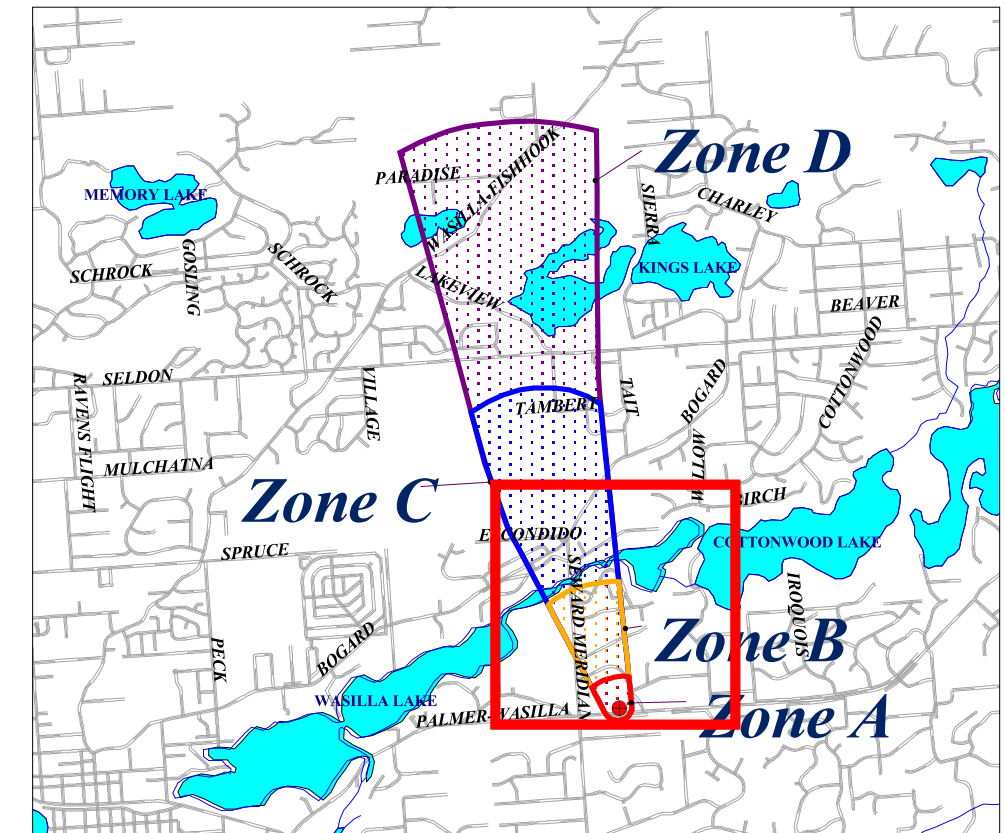 Zone D
PARADISE
WASILLA-FISHHOOK
MEMORY LAKE
SIERRA
CHARLEY
SCHROCK
GOSLING
SCHROCK
LAKEVIEW
KINGS LAKE
BEAVER
SELDON
RAVENS FLIGHT
VILLAGE
TAMBERT
TAIT
BOGARD
COTTONWOOD
MULCHATNA
Zone C
BIRCH
SPRUCE
COTTONWOOD LAKE
SEWARD MERIDIAN
IROQUOIS
PECK
BOGARD
Zone B
WASILLA LAKE
PALMER-WASILLA
Zone A